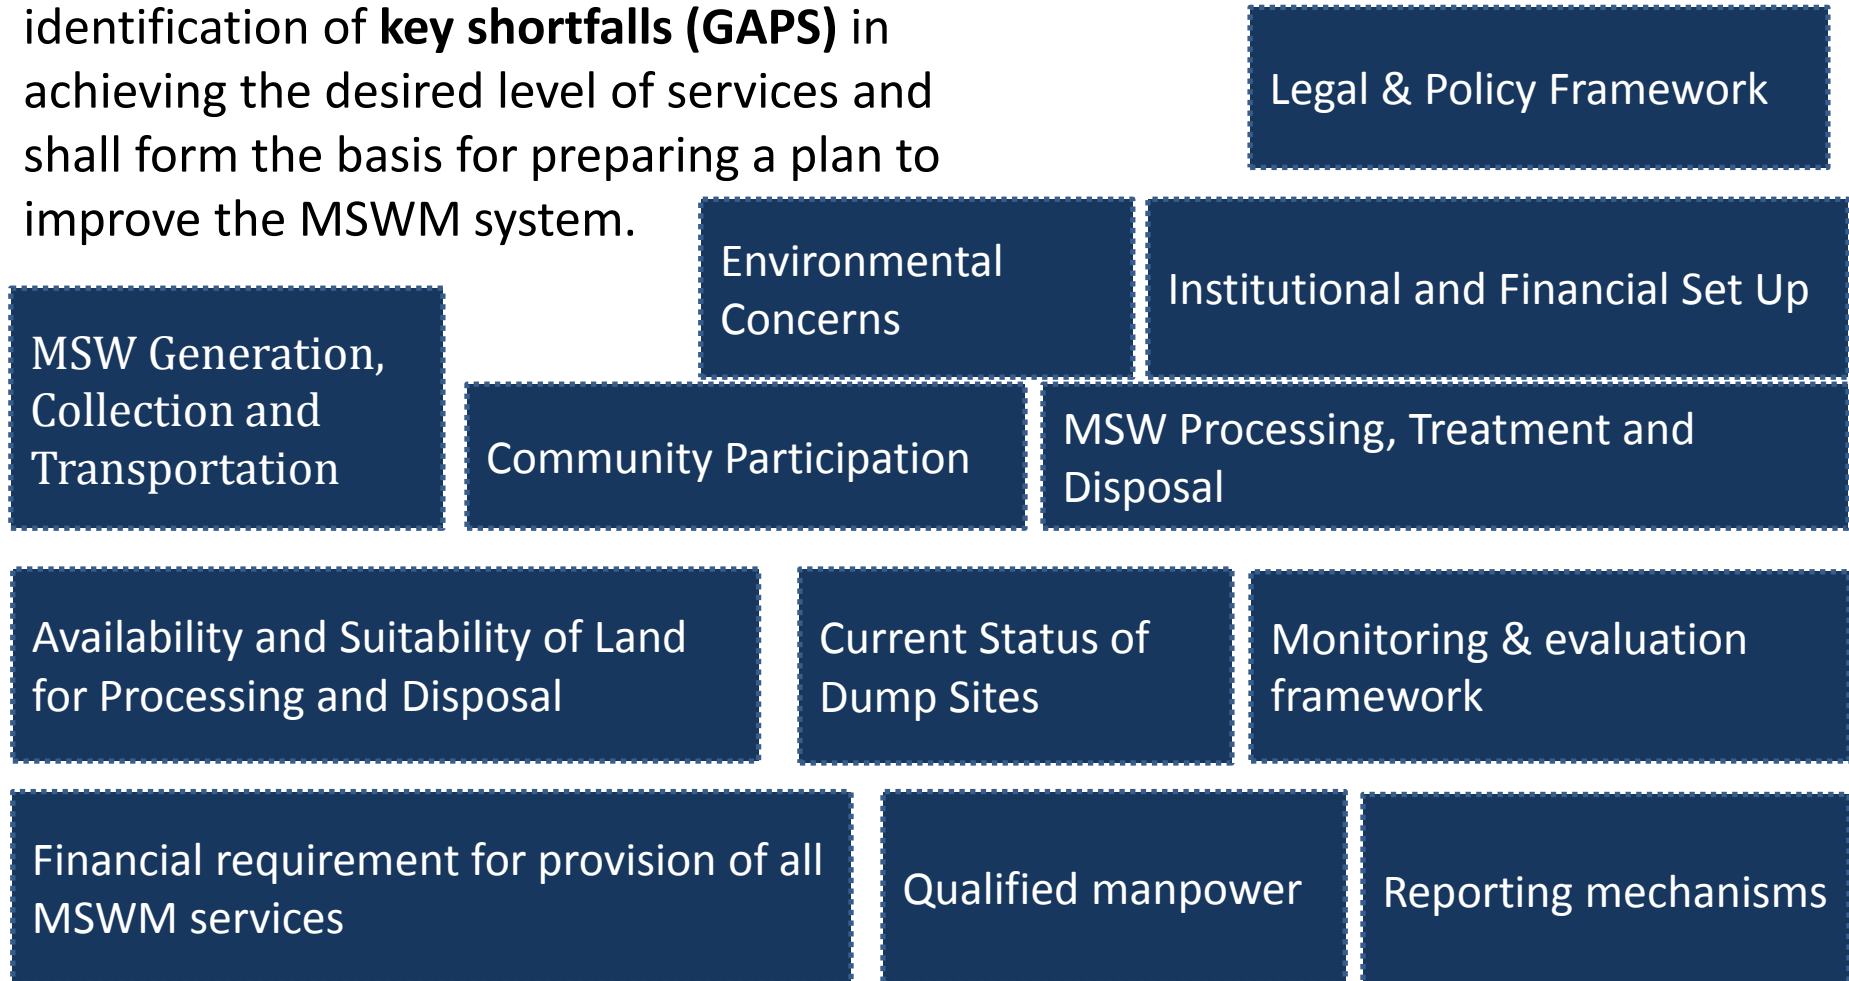 identification of key shortfalls (GAPS) in
achieving the desired level of services and
shall form the basis for preparing a plan to
improve the MSWM system.
Legal & Policy Framework
Environmental
Concerns
Institutional and Financial Set Up
MSW Generation,
Collection and
Transportation
Community Participation
MSW Processing, Treatment and
Disposal
Availability and Suitability of Land
for Processing and Disposal
Current Status of
Dump Sites
Monitoring & evaluation
framework
Financial requirement for provision of all
MSWM services
Qualified manpower
Reporting mechanisms